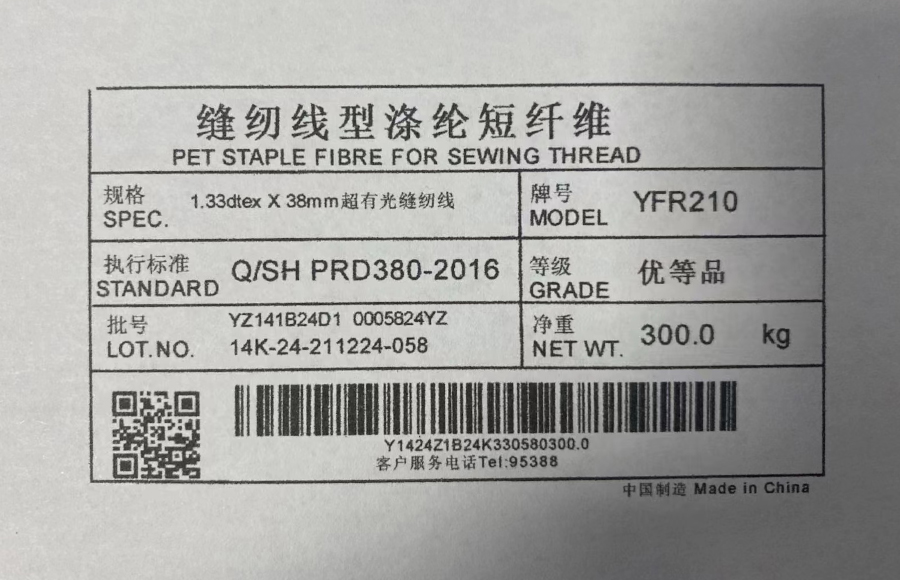 缝纫线型涤纶短纤维
PET STAPLE FIBRE FOR SEWING THREAD
规格 SPEC. 1.33dtex X 38mm超有光缝纫线
牌号 MODEL YFR210
执行标准 STANDARD Q/SH PRD380-2016
等级 GRADE 优等品
批号 YZ141B24D1 0005824YZ
LOT.NO. 14K-24-211224-058
净重 NET WT. 300.0 kg
Y1424Z1B24K330580300.0
客户服务电话Tel:95388
中国制造 Made in China